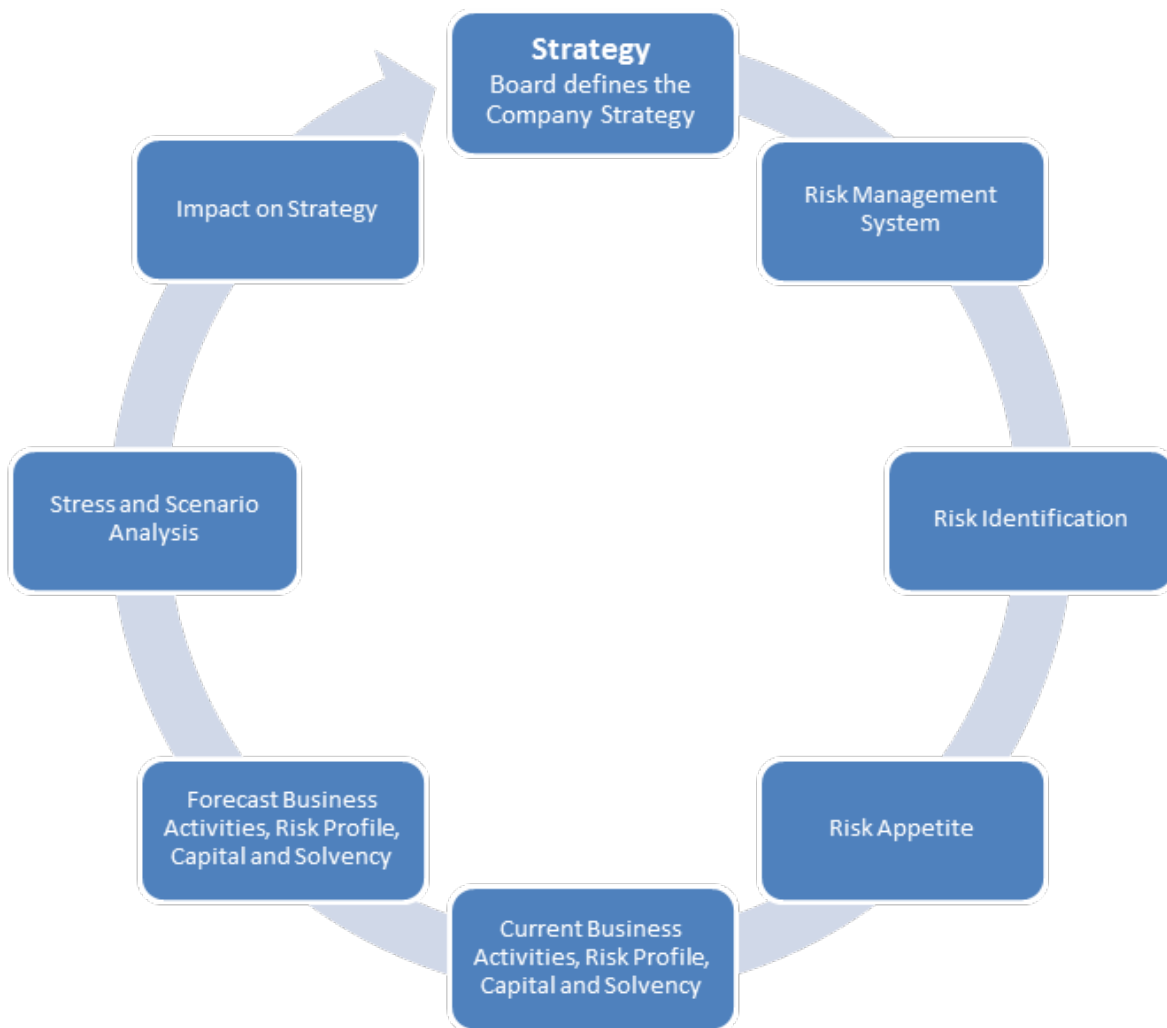 Strategy
Board defines the
Company Strategy
Risk Management
System
Risk Identification
Risk Appetite
Current Business
Activities, Risk Profile,
Capital and Solvency
Forecast Business
Activities, Risk Profile,
Capital and Solvency
Stress and Scenario
Analysis
Impact on Strategy